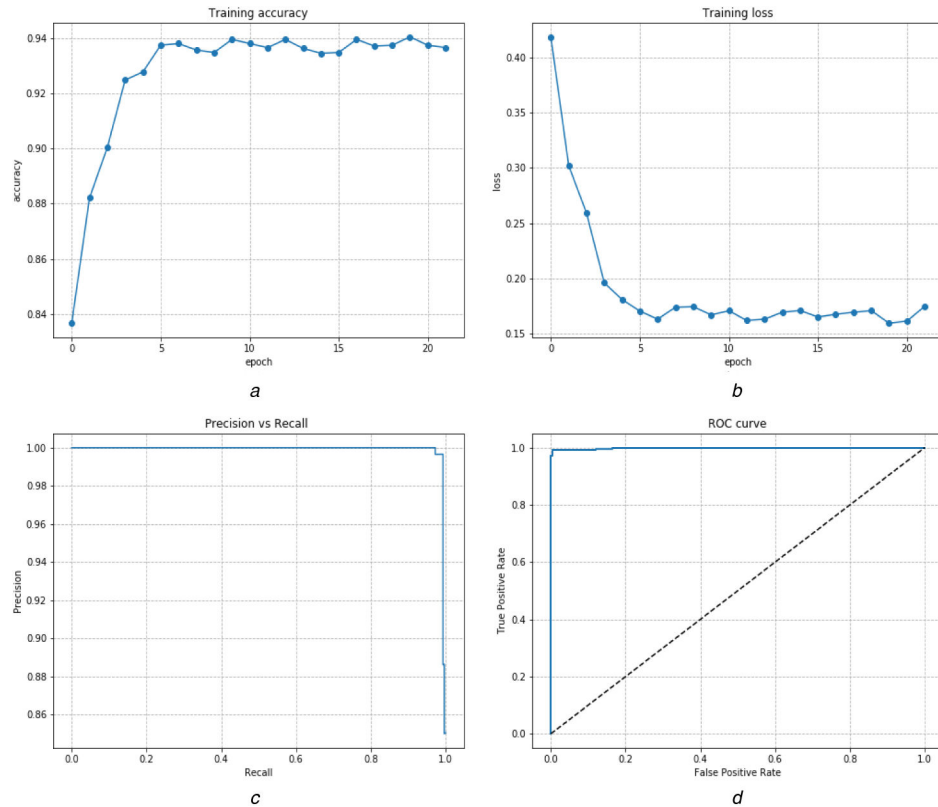 Training accuracy
0.94
0.92
0.90
0.88
0.86
0.84
accuracy
0 5 10 15 20
epoch
a
Training loss
0.40
0.35
0.30
0.25
0.20
0.15
loss
0 5 10 15 20
epoch
b
Precision vs Recall
1.00
0.98
0.96
0.94
0.92
0.90
0.88
0.86
Precision
0.0 0.2 0.4 0.6 0.8 1.0
Recall
c
ROC curve
1.0
0.8
0.6
0.4
0.2
0.0
True Positive Rate
0.0 0.2 0.4 0.6 0.8 1.0
False Positive Rate
d